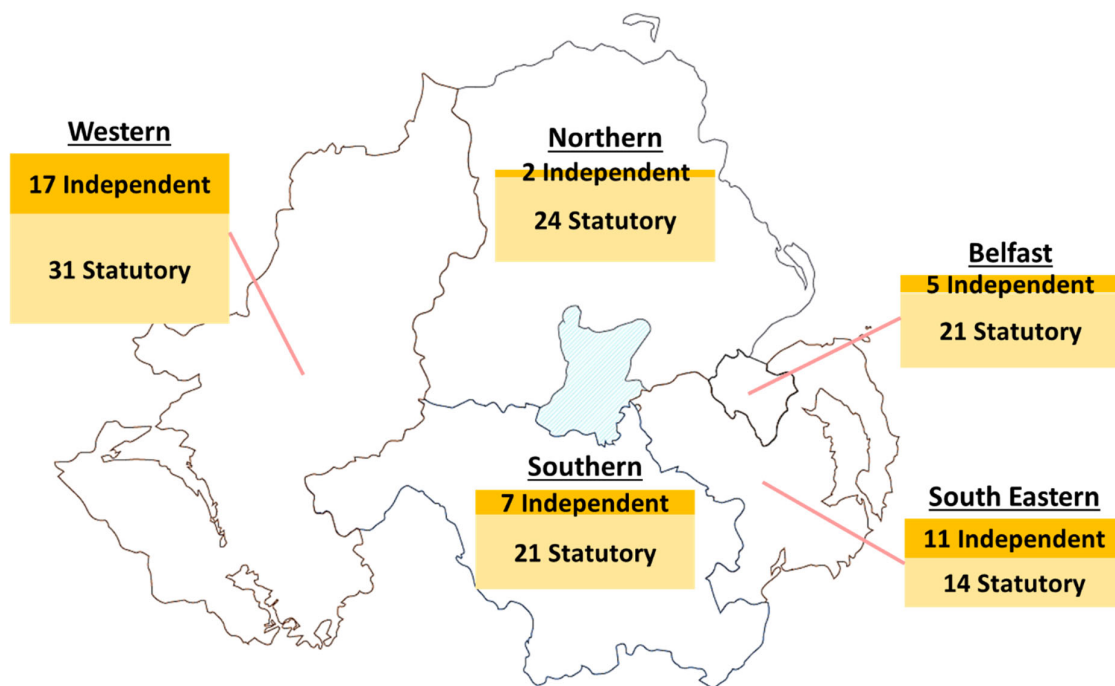 Western
17 Independent
31 Statutory
Northern
2 Independent
24 Statutory
Belfast
5 Independent
21 Statutory
Southern
7 Independent
21 Statutory
South Eastern
11 Independent
14 Statutory